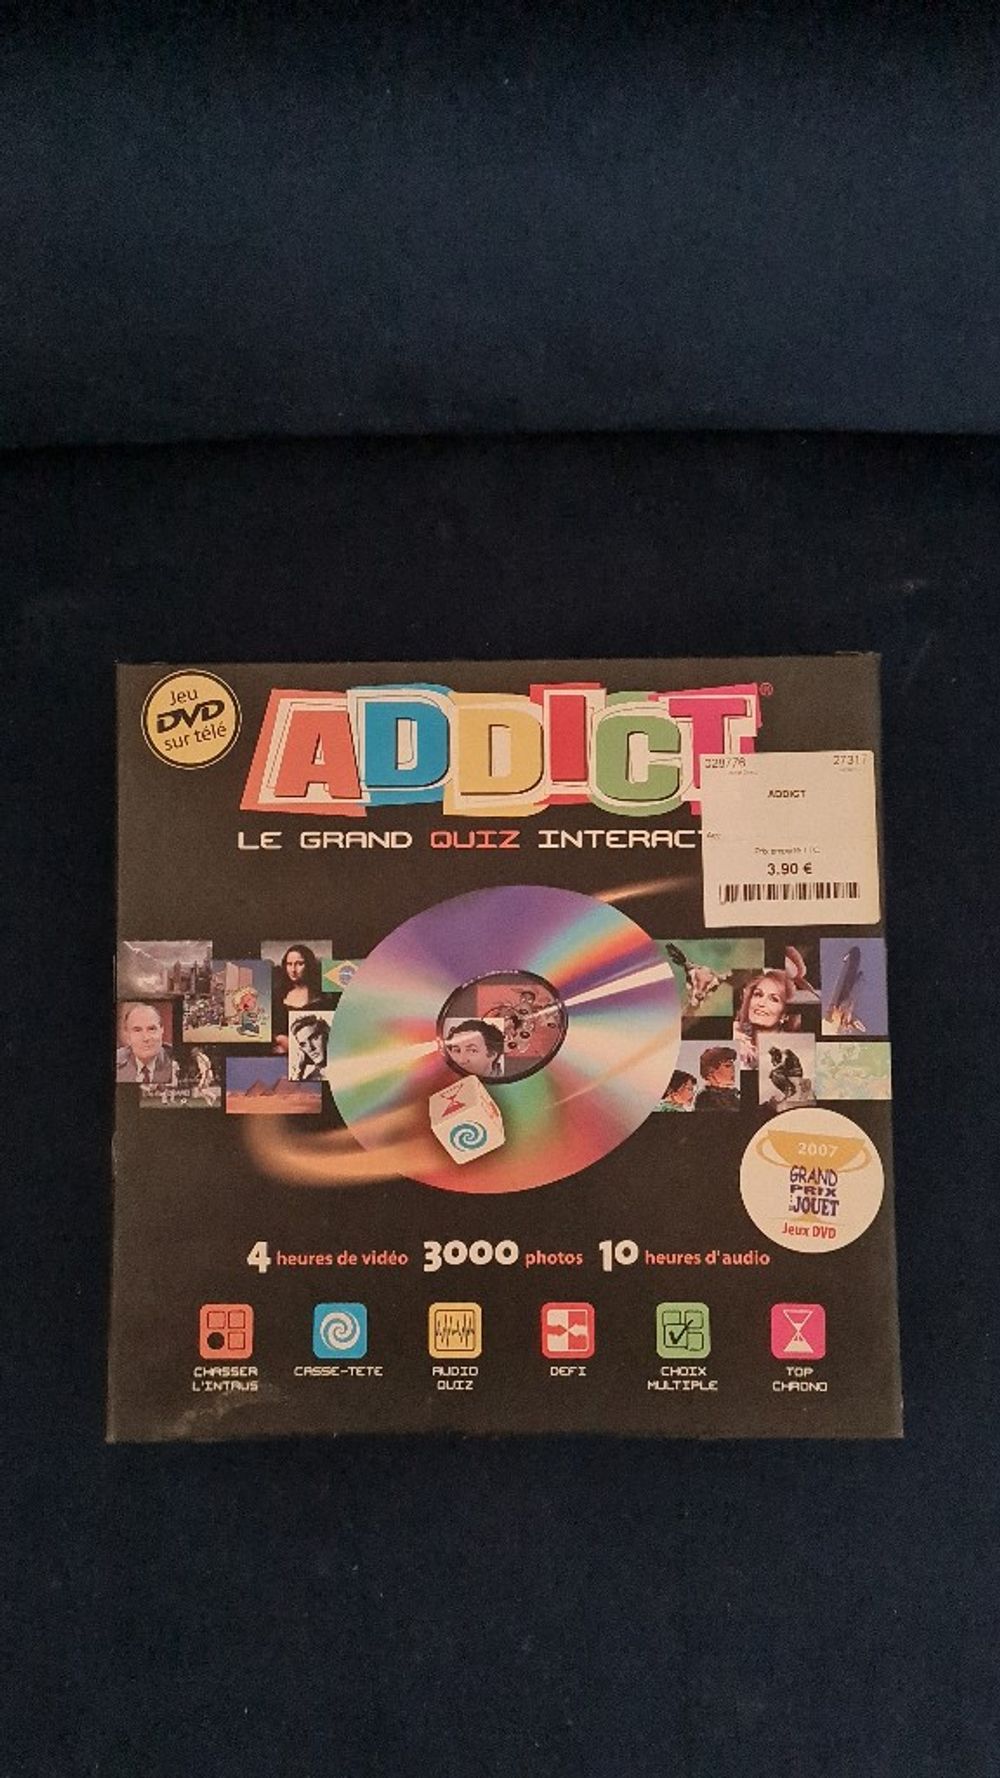 Jeu
DVD
sur télé
ADDICT®
LE GRAND QUIZ INTERACT
27317
ADDICT
3.90 €
2007
GRAND
PRIX
JOUET
Jeux DVD
4 heures de vidéo 3000 photos 10 heures d'audio
CHASSER
L'INTRUS
CASSE-TETE
AUDIO
QUIZ
DEFI
CHOIX
MULTIPLE
TOP
CHRONO